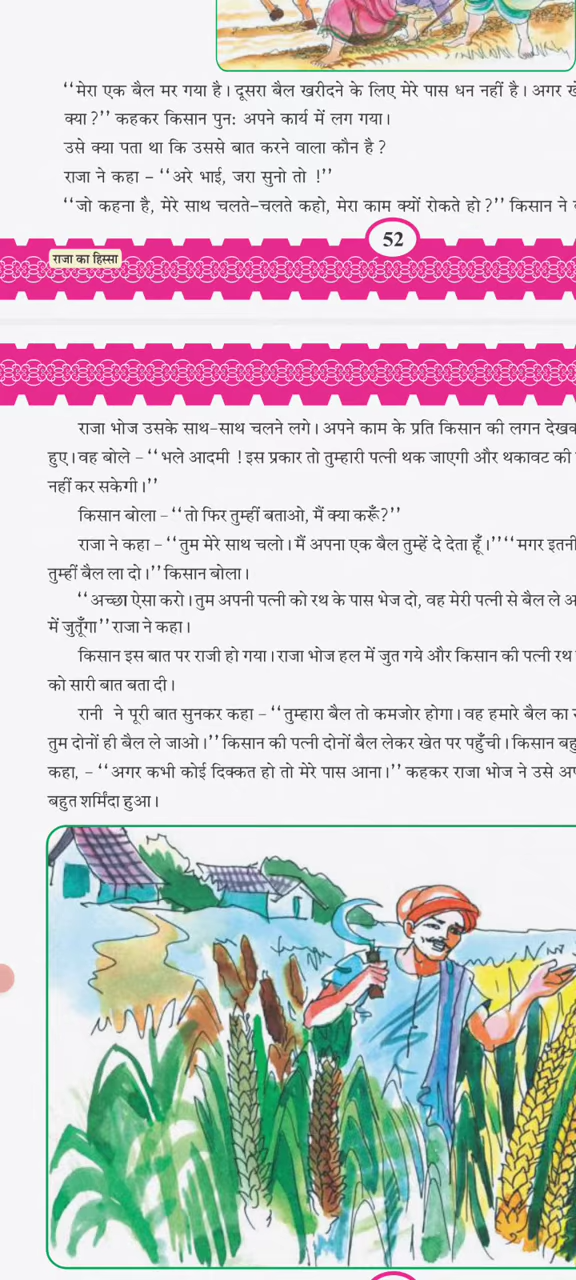 ‘‘मेरा एक बैल मर गया है। दूसरा बैल खरीदने के लिए मेरे पास धन नहीं है। अगर
क्या ?’’ कहकर किसान पुन: अपने कार्य में लग गया।
उसे क्या पता था कि उससे बात करने वाला कौन है ?
राजा ने कहा – ‘‘अरे भाई, जरा सुनो तो !’’
‘‘जो कहना है, मेरे साथ चलते–चलते कहो, मेरा काम क्यों रोकते हो ?’’ किसान ने
52
राजा का हिस्सा
राजा भोज उसके साथ–साथ चलने लगे। अपने काम के प्रति किसान की लगन
हुए। वह बोले – ‘‘भले आदमी ! इस प्रकार तो तुम्हारी पत्नी थक जाएगी और थकावट की
नहीं कर सकेगी।’’
किसान बोला – ‘‘तो फिर तुम्हीं बताओ, मैं क्या करूँ?’’
राजा ने कहा – ‘‘तुम मेरे साथ चलो। मैं अपना एक बैल तुम्हें दे देता हूँ।’’ ‘‘मगर इतनी
तुम्हीं बैल ला दो।’’ किसान बोला।
‘‘अच्छा ऐसा करो। तुम अपनी पत्नी को रथ के पास भेज दो, वह मेरी पत्नी से बैल ले
में जुतूँगा’’ राजा ने कहा।
किसान इस बात पर राजी हो गया। राजा भोज हल में जुत गये और किसान की पत्नी रथ
को सारी बात बता दी।
रानी ने पूरी बात सुनकर कहा – ‘‘तुम्हारा बैल तो कमजोर होगा। वह हमारे बैल का
तुम दोनों ही बैल ले जाओ।’’ किसान की पत्नी दोनों बैल लेकर खेत पर पहुँची। किसान
कहा, – ‘‘अगर कभी कोई दिक्कत हो तो मेरे पास आना।’’ कहकर राजा भोज ने उसे
बहुत शर्मिंदा हुआ।